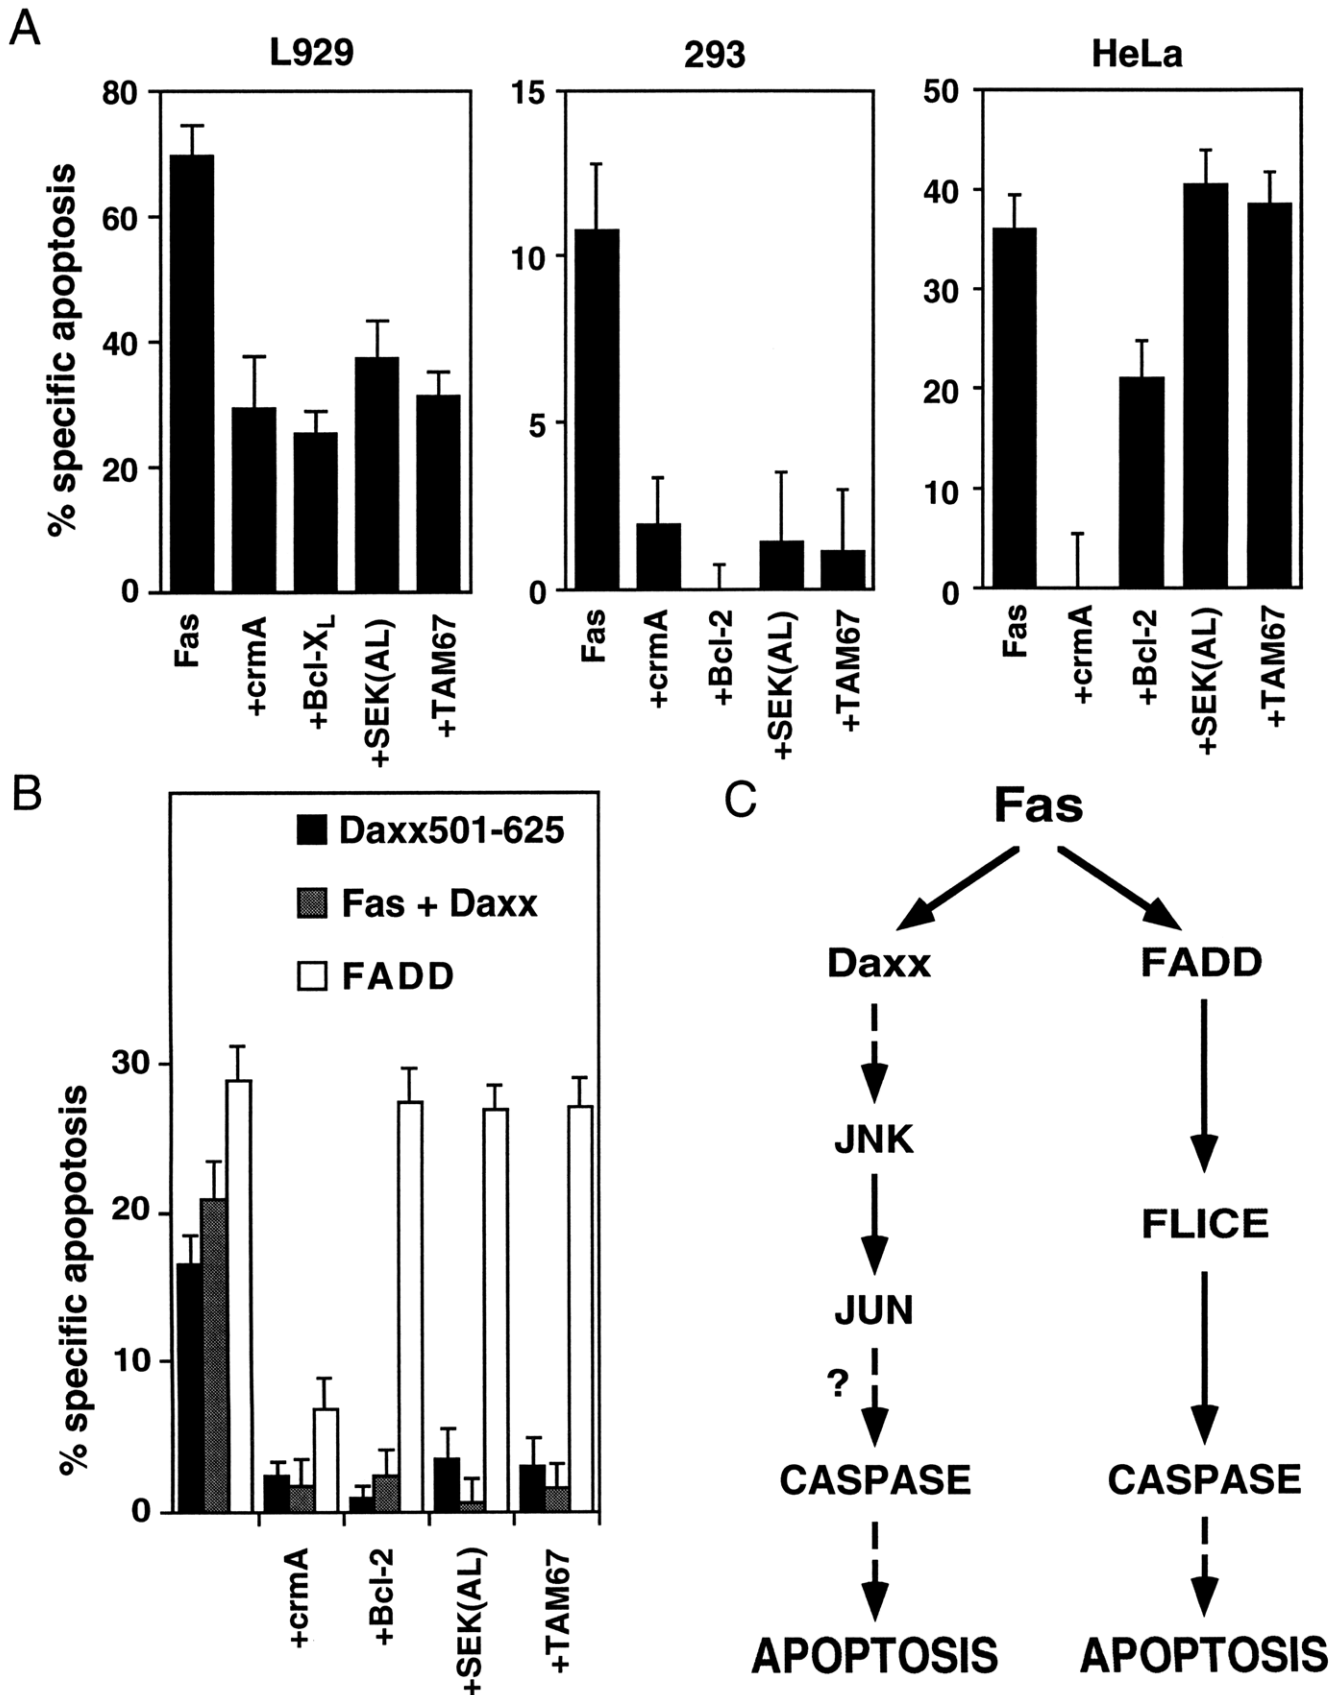 A
L929
293
HeLa
% specific apoptosis
80
60
40
20
0
Fas
+crmA
+Bcl-XL
+SEK(AL)
+TAM67
15
10
5
0
Fas
+crmA
+Bcl-2
+SEK(AL)
+TAM67
50
40
30
20
10
0
Fas
+crmA
+Bcl-2
+SEK(AL)
+TAM67
B
Daxx501-625
Fas + Daxx
FADD
% specific apopotosis
30
20
10
0
+crmA
+Bcl-2
+SEK(AL)
+TAM67
C
Fas
Daxx
FADD
JNK
FLICE
JUN
?
CASPASE
CASPASE
APOPTOSIS
APOPTOSIS